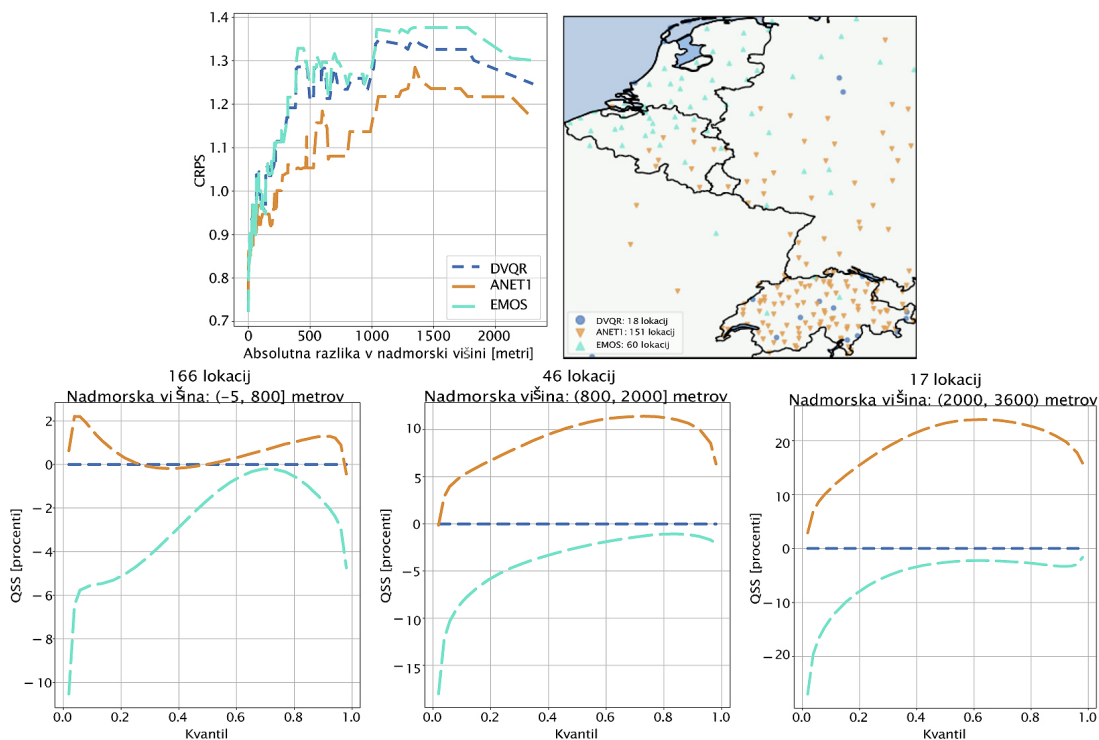 1.4
1.3
1.2
1.1
1.0
0.9
0.8
0.7
CRPS
0 500 1000 1500 2000
Absolutna razlika v nadmorski višini [metri]
DVQR
ANET1
EMOS
DVQR: 18 lokacij
ANET1: 151 lokacij
EMOS: 60 lokacij
166 lokacij
Nadmorska višina: (−5, 800] metrov
2
0
−2
−4
−6
−8
−10
QSS [procenti]
0.0 0.2 0.4 0.6 0.8 1.0
Kvantil
46 lokacij
Nadmorska višina: (800, 2000] metrov
10
5
0
−5
−10
−15
QSS [procenti]
0.0 0.2 0.4 0.6 0.8 1.0
Kvantil
17 lokacij
Nadmorska višina: (2000, 3600) metrov
20
10
0
−10
−20
QSS [procenti]
0.0 0.2 0.4 0.6 0.8 1.0
Kvantil